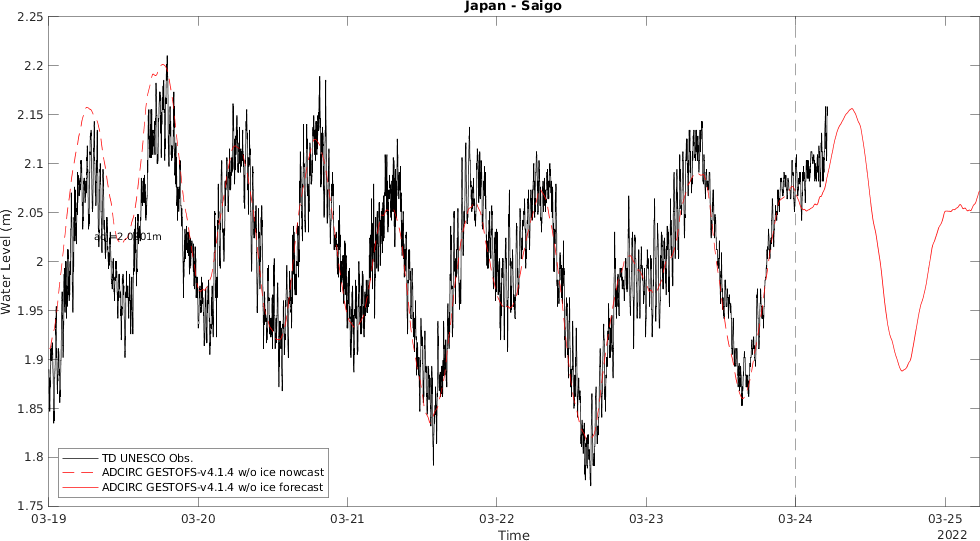 Japan - Saigo
Water Level (m)
2.25
2.2
2.15
2.1
2.05
2
1.95
1.9
1.85
1.8
1.75
TD UNESCO Obs.
ADCIRC GESTOFS-v4.1.4 w/o ice nowcast
ADCIRC GESTOFS-v4.1.4 w/o ice forecast
03-19 03-20 03-21 03-22 03-23 03-24 03-25
Time
2022